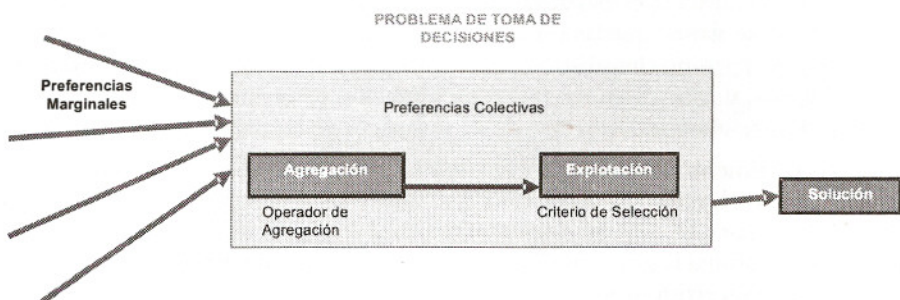 PROBLEMA DE TOMA DE
DECISIONES
Preferencias
Marginales
Preferencias Colectivas
Agregación
Explotación
Solución
Operador de
Agregación
Criterio de Selección